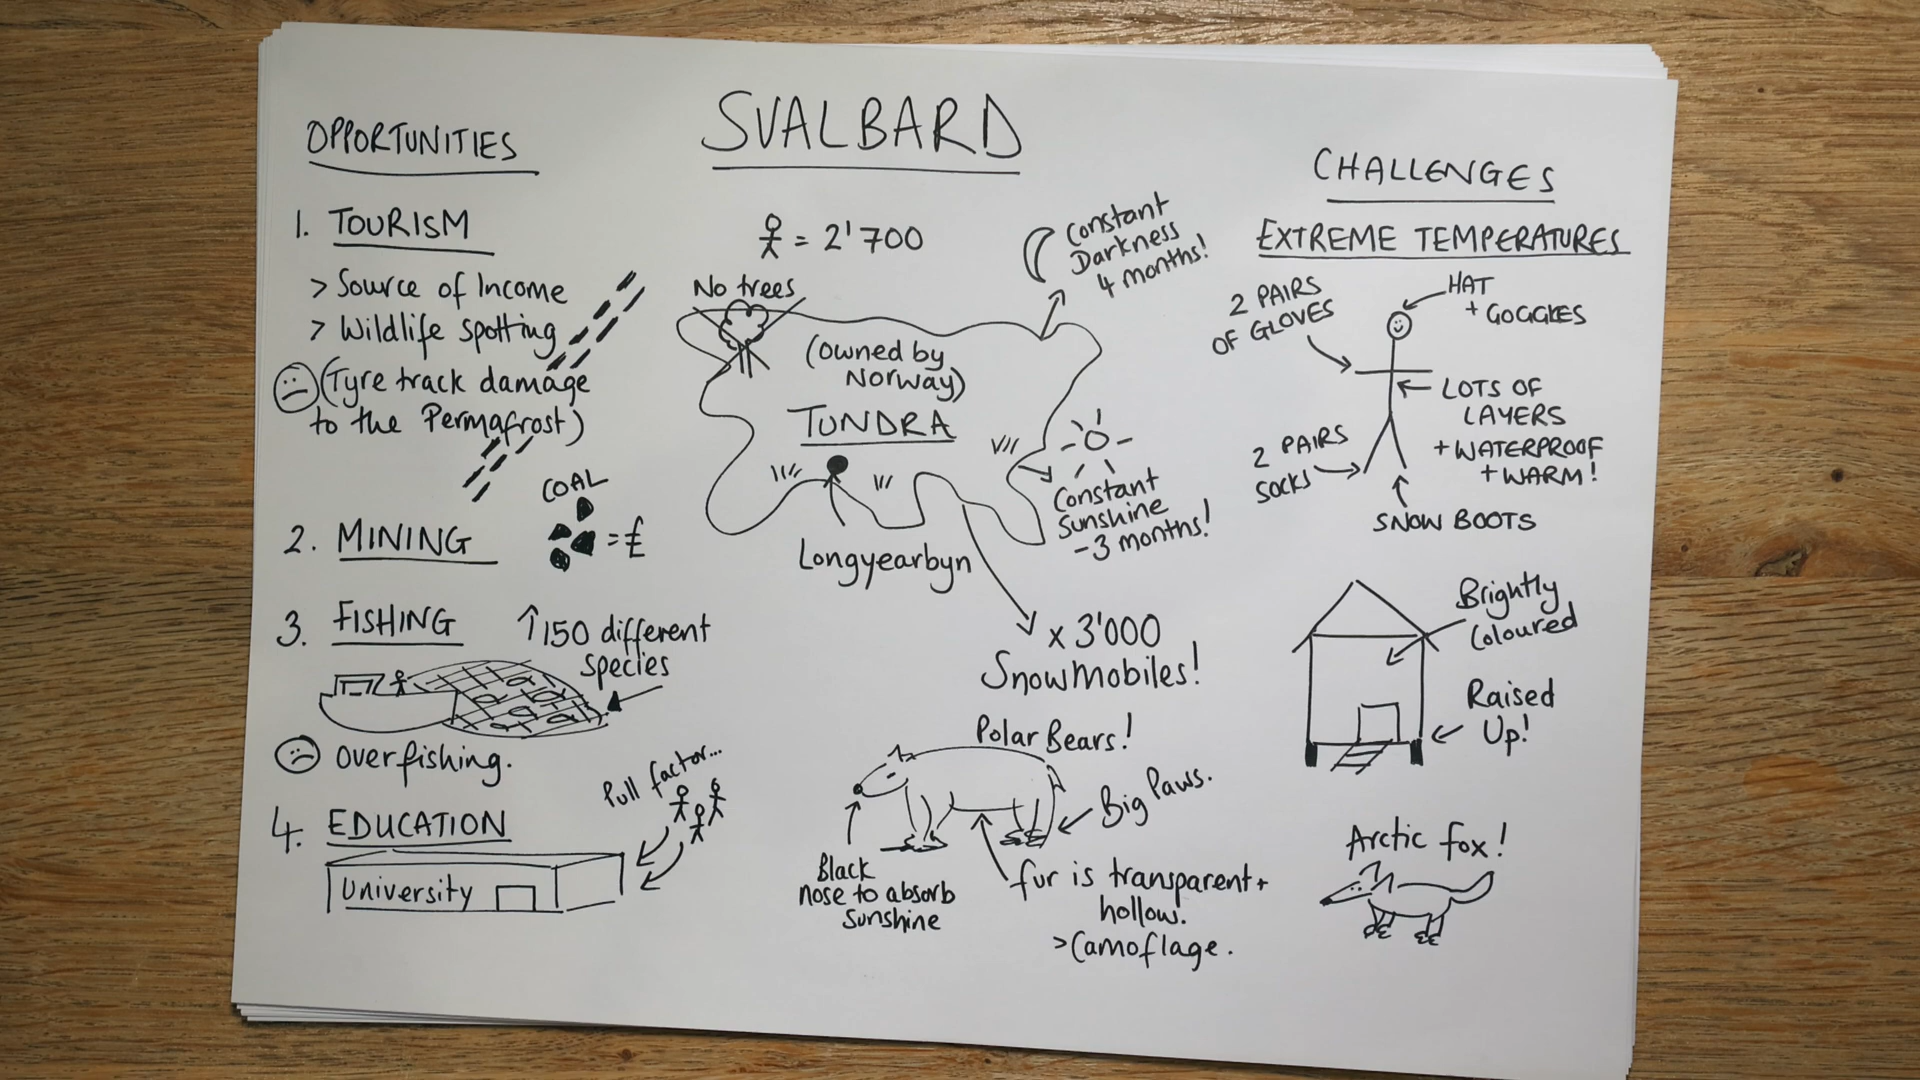 SVALBARD
OPPORTUNITIES
1. TOURISM
> Source of Income
> Wildlife spotting
(Tyre track damage
to the Permafrost)
COAL
2. MINING
= £
3. FISHING
↑150 different
species
overfishing.
Pull factor...
4. EDUCATION
University
= 2'700
No trees
Constant
Darkness
4 months!
(owned by
Norway)
TUNDRA
Constant
Sunshine
-3 months!
Longyearbyn
x 3'000
Snowmobiles!
Polar Bears!
Big Paws.
Black
nose to absorb
sunshine
fur is transparent +
hollow.
>Camoflage.
CHALLENGES
EXTREME TEMPERATURES
2 PAIRS
OF GLOVES
HAT
+ GOGGLES
LOTS OF
LAYERS
+ WATERPROOF
+ WARM!
2 PAIRS
SOCKS
SNOW BOOTS
Brightly
Coloured
Raised
Up!
Arctic fox!